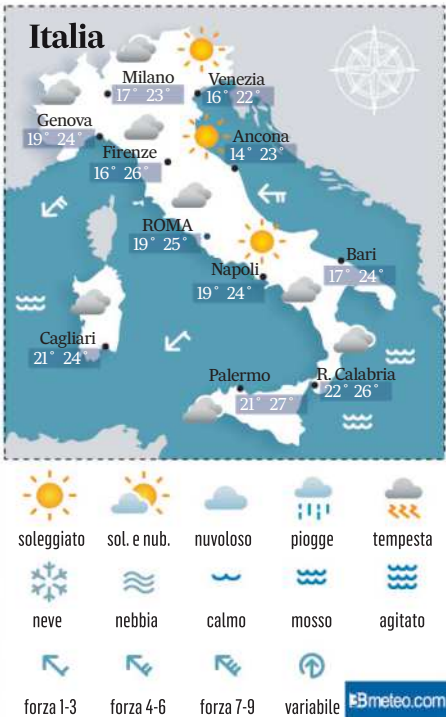 Italia
Milano
17° 23°
Venezia
16° 22°
Genova
19° 24°
Firenze
16° 26°
Ancona
14° 23°
ROMA
19° 25°
Napoli
19° 24°
Bari
17° 24°
Cagliari
21° 24°
Palermo
21° 27°
R. Calabria
22° 26°
soleggiato sol. e nub. nuvoloso piogge tempesta
neve nebbia calmo mosso agitato
forza 1-3 forza 4-6 forza 7-9 variabile
3Bmeteo.com